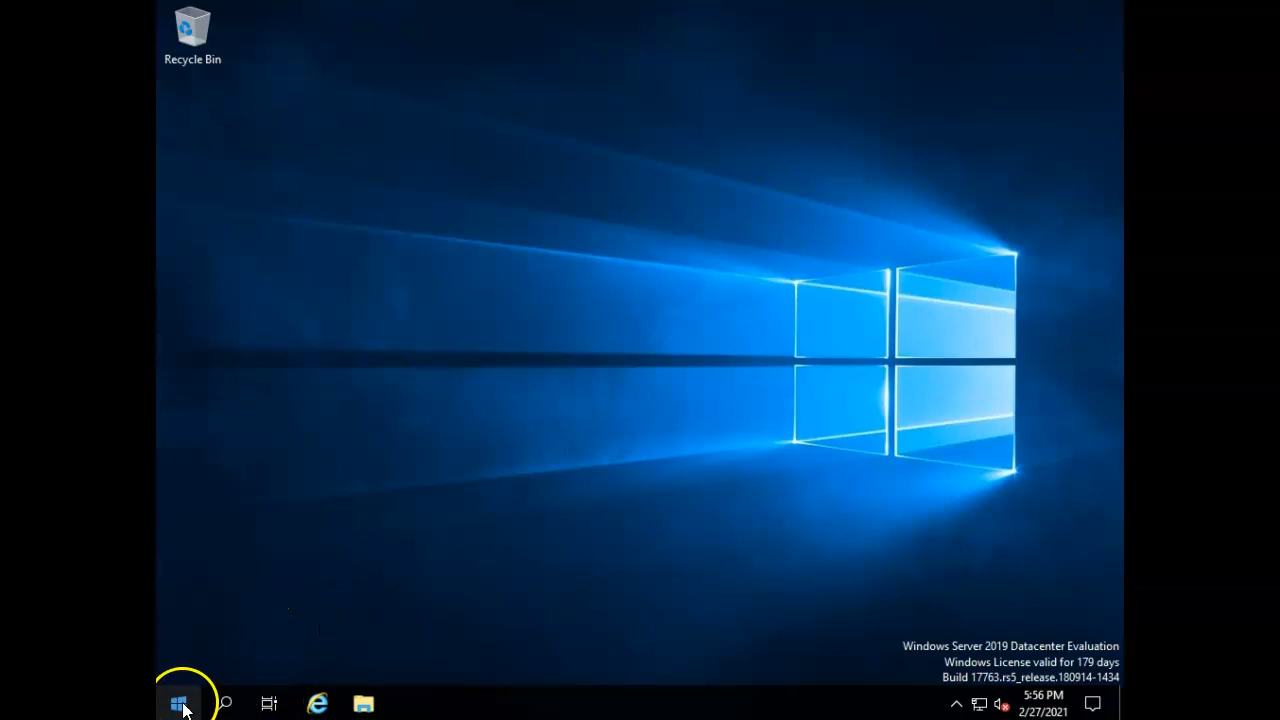 Recycle Bin
Windows Server 2019 Datacenter Evaluation
Windows License valid for 179 days
Build 17763.rs5_release.180914-1434
5:56 PM
2/27/2021